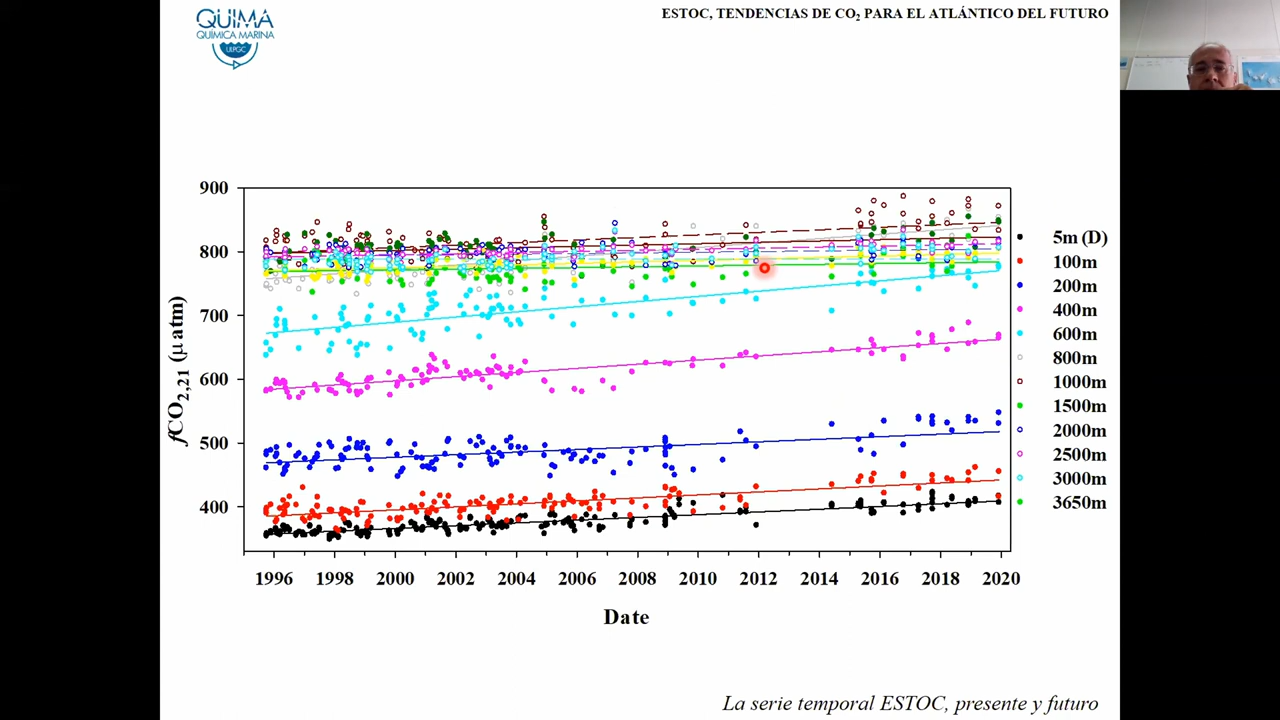 QUIMA
QUÍMICA MARINA
ULPGC
ESTOC, TENDENCIAS DE CO₂ PARA EL ATLÁNTICO DEL FUTURO
900
800
700
600
500
400
fCO₂,₂₁ (µatm)
1996 1998 2000 2002 2004 2006 2008 2010 2012 2014 2016 2018 2020
Date
5m (D)
100m
200m
400m
600m
800m
1000m
1500m
2000m
2500m
3000m
3650m
La serie temporal ESTOC, presente y futuro